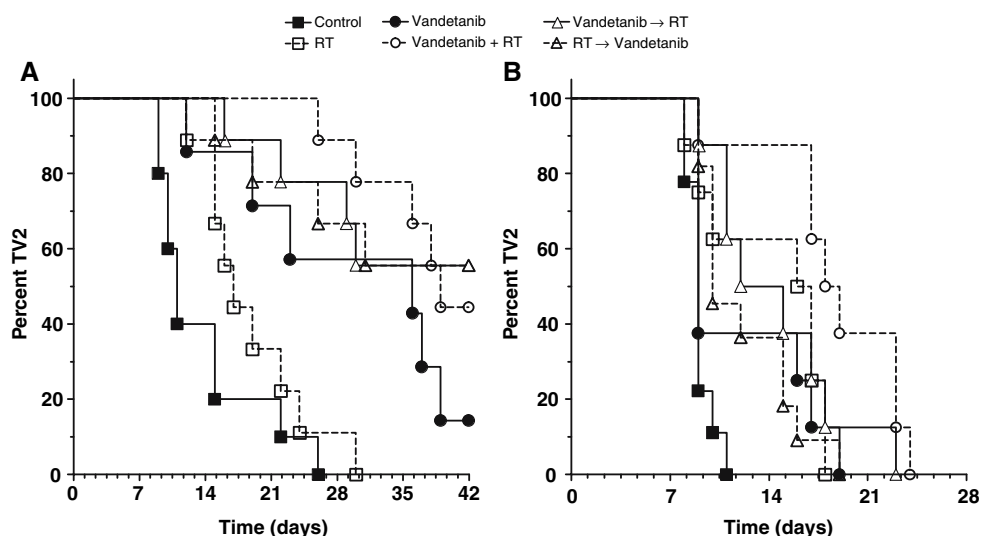 Control
Vandetanib
Vandetanib → RT
RT
Vandetanib + RT
RT → Vandetanib
A
B
Percent TV2
100
80
60
40
20
0
0 7 14 21 28 35 42
Time (days)
Percent TV2
100
80
60
40
20
0
0 7 14 21 28
Time (days)